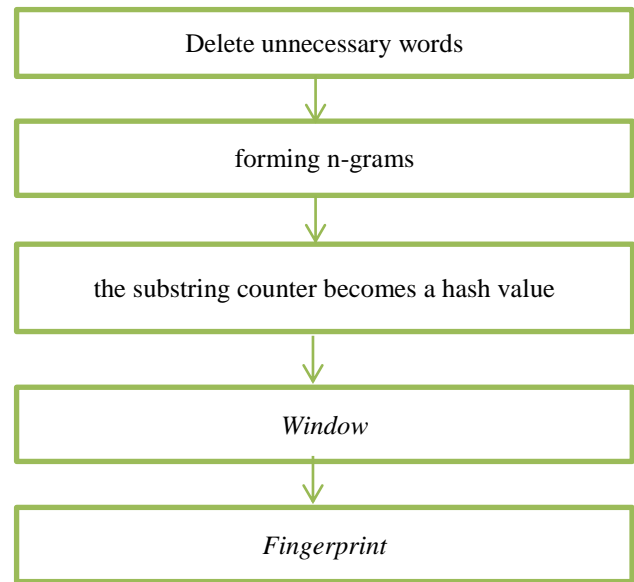 Delete unnecessary words
forming n-grams
the substring counter becomes a hash value
Window
Fingerprint